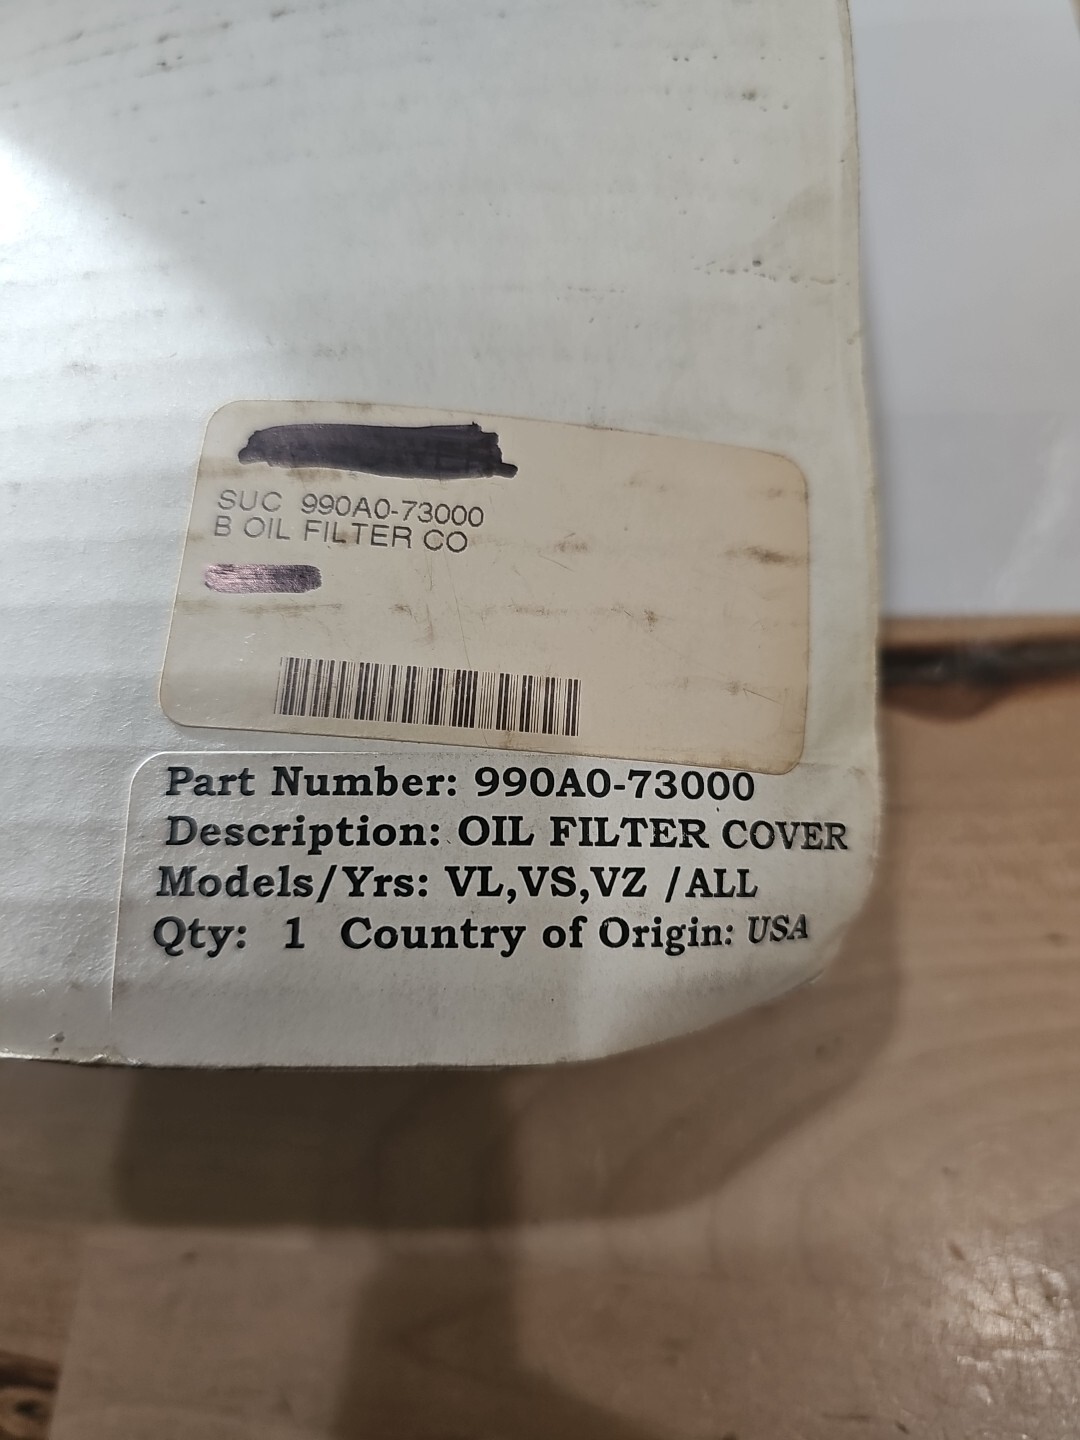 SUC 990A0-73000
B OIL FILTER CO
Part Number: 990A0-73000
Description: OIL FILTER COVER
Models/Yrs: VL,VS,VZ /ALL
Qty: 1 Country of Origin: USA